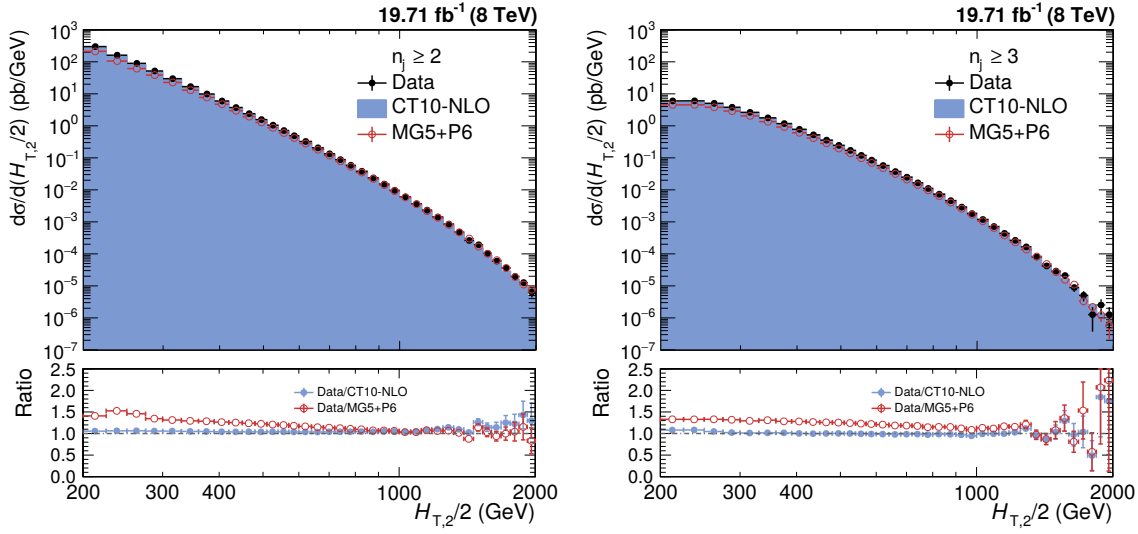 19.71 fb⁻¹ (8 TeV)
dσ/d(H_T,2/2) (pb/GeV)
10³
10²
10
1
10⁻¹
10⁻²
10⁻³
10⁻⁴
10⁻⁵
10⁻⁶
10⁻⁷
n_j ≥ 2
Data
CT10-NLO
MG5+P6
Ratio
2.5
2.0
1.5
1.0
0.5
0.0
Data/CT10-NLO
Data/MG5+P6
200 300 400 1000 2000
H_T,2/2 (GeV)
19.71 fb⁻¹ (8 TeV)
dσ/d(H_T,2/2) (pb/GeV)
10³
10²
10
1
10⁻¹
10⁻²
10⁻³
10⁻⁴
10⁻⁵
10⁻⁶
10⁻⁷
n_j ≥ 3
Data
CT10-NLO
MG5+P6
Ratio
2.5
2.0
1.5
1.0
0.5
0.0
Data/CT10-NLO
Data/MG5+P6
200 300 400 1000 2000
H_T,2/2 (GeV)